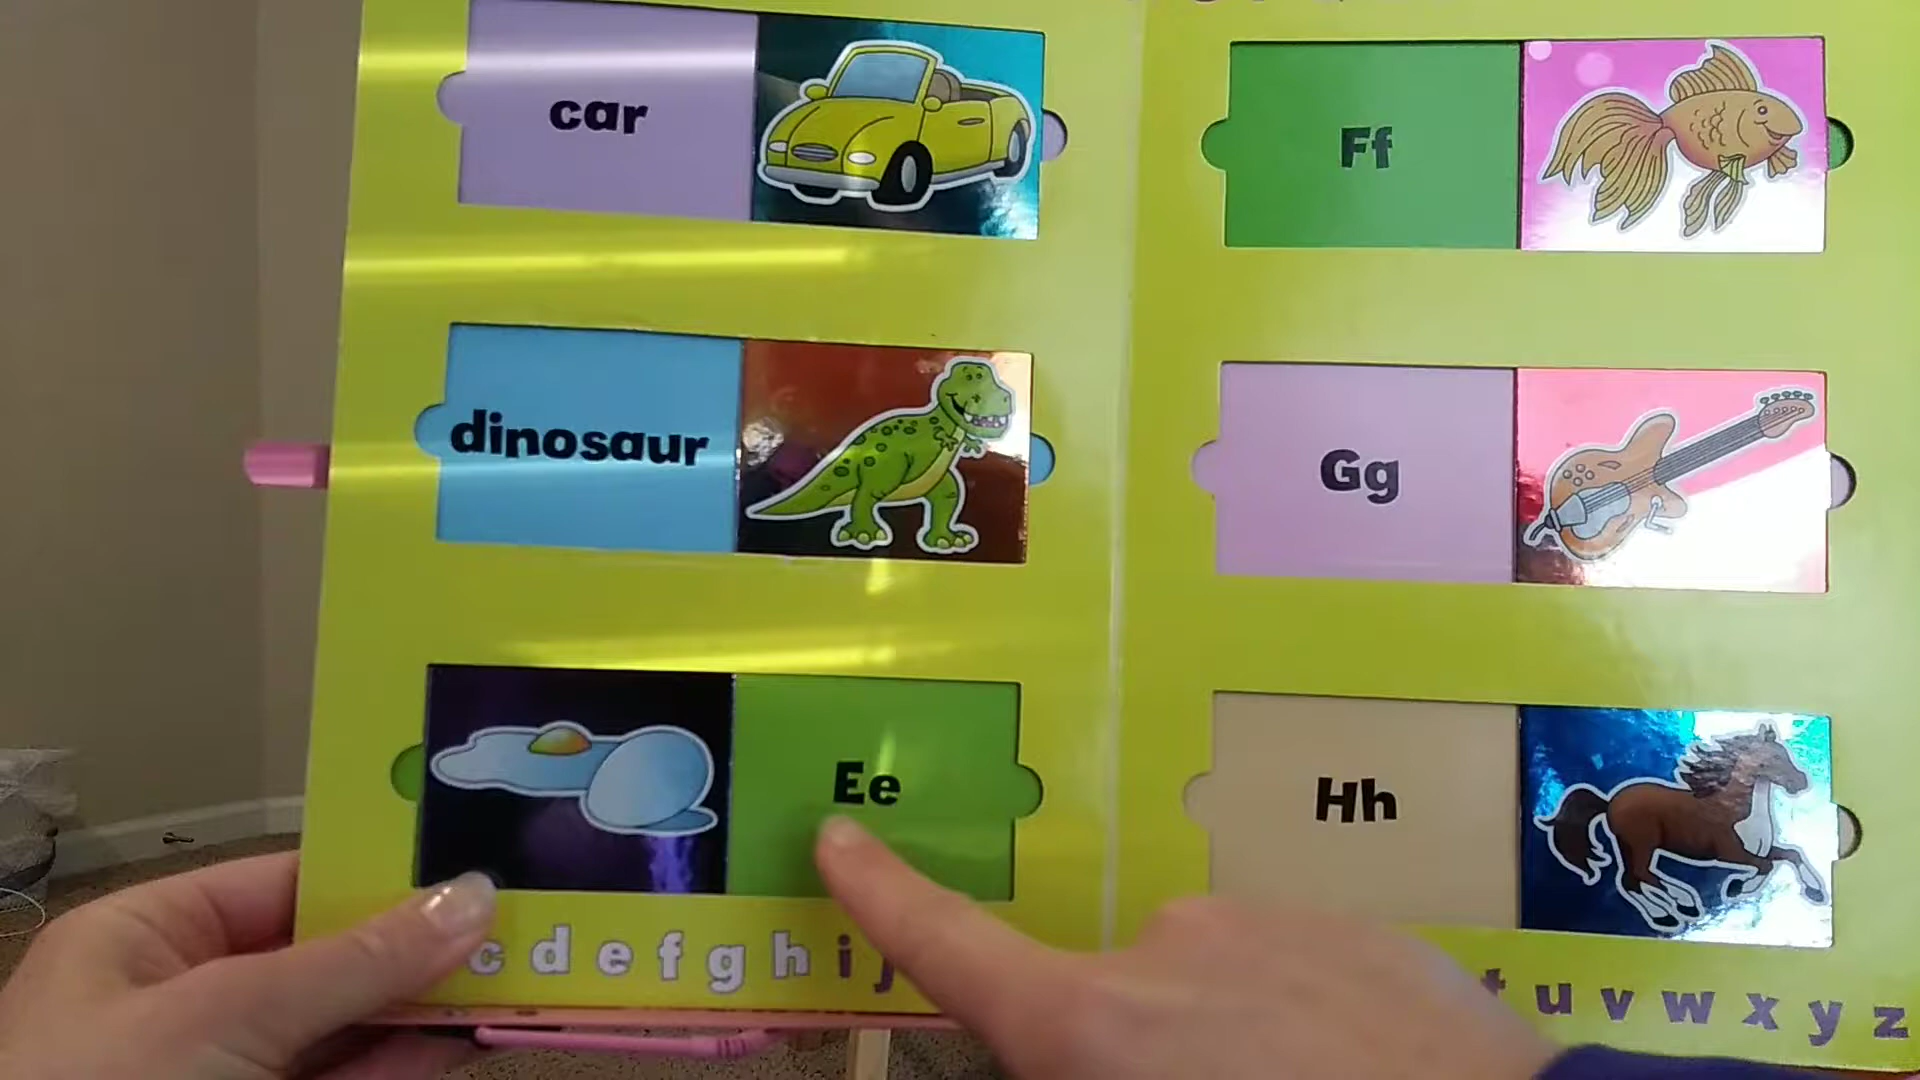 car
dinosaur
Ee
c d e f g h i j
Ff
Gg
Hh
t u v w x y z